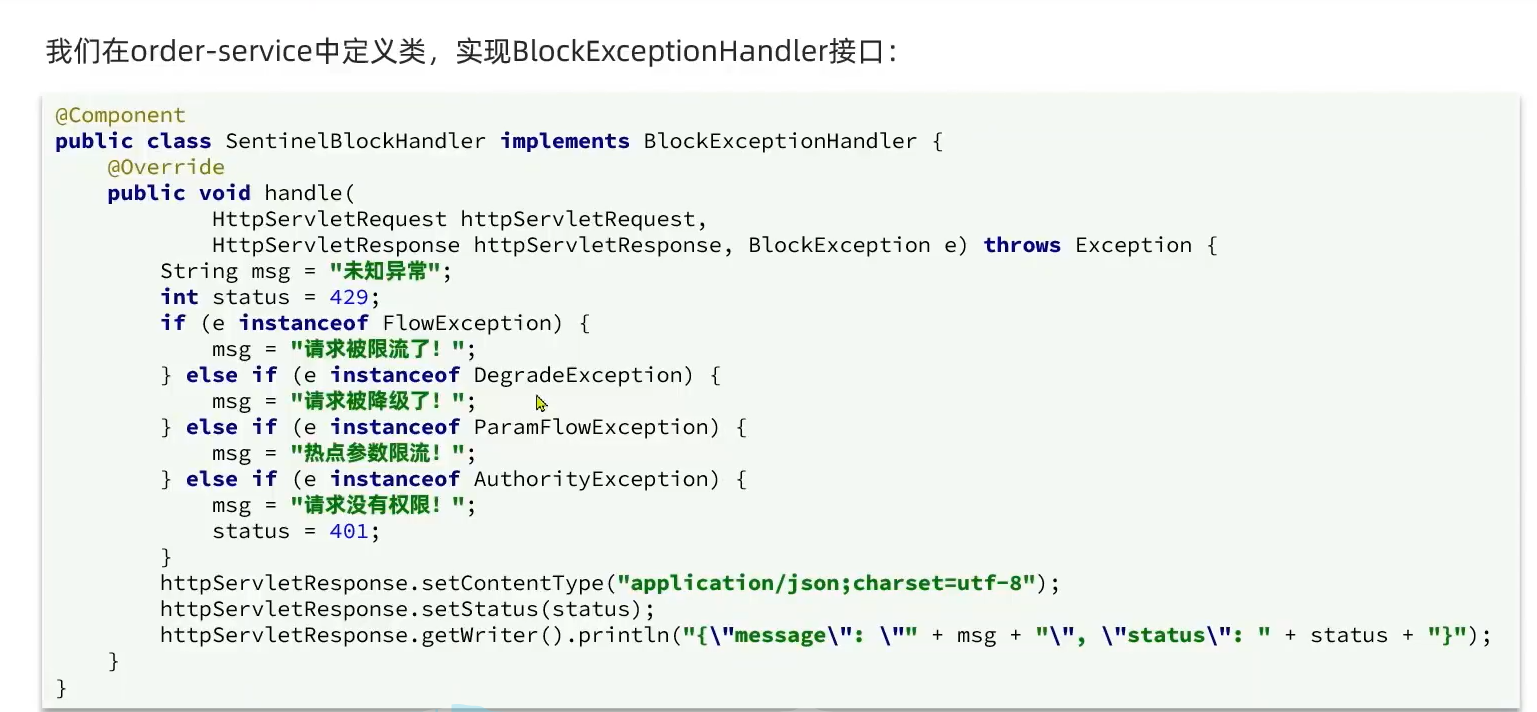 我们在order-service中定义类，实现BlockExceptionHandler接口：
@Component
public class SentinelBlockHandler implements BlockExceptionHandler {
    @Override
    public void handle(
            HttpServletRequest httpServletRequest,
            HttpServletResponse httpServletResponse, BlockException e) throws Exception {
        String msg = "未知异常";
        int status = 429;
        if (e instanceof FlowException) {
            msg = "请求被限流了！";
        } else if (e instanceof DegradeException) {
            msg = "请求被降级了！";
        } else if (e instanceof ParamFlowException) {
            msg = "热点参数限流！";
        } else if (e instanceof AuthorityException) {
            msg = "请求没有权限！";
            status = 401;
        }
        httpServletResponse.setContentType("application/json;charset=utf-8");
        httpServletResponse.setStatus(status);
        httpServletResponse.getWriter().println("{\"message\": \"" + msg + "\", \"status\": " + status + "}");
    }
}